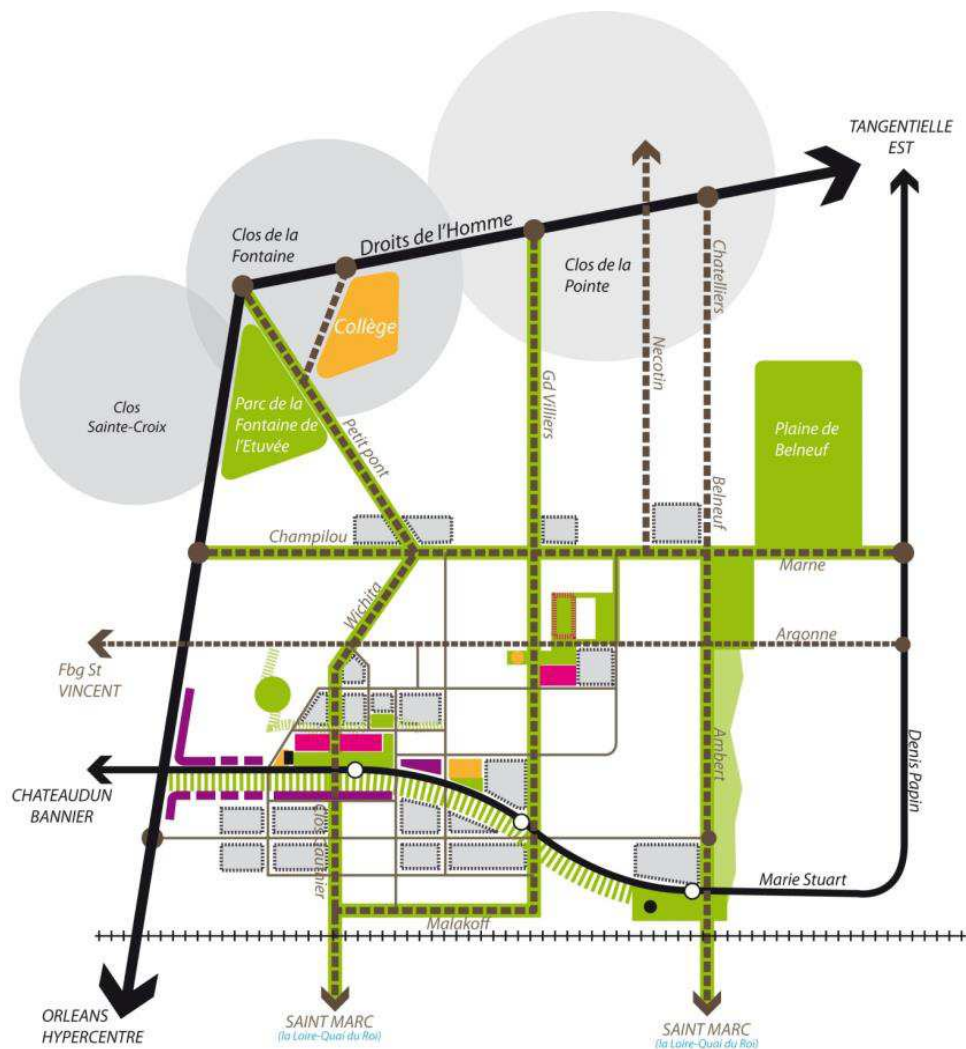 TANGENTIELLE
EST
Clos de la
Fontaine
Droits de l'Homme
Clos de la
Pointe
Chatelliers
Collège
Necotin
Gd Villiers
Clos
Sainte-Croix
Parc de la
Fontaine de
l'Etuvée
Petit pont
Plaine de
Belneuf
Belneuf
Champilou
Marne
Wichita
Argonne
Fbg St
VINCENT
Ambert
Denis Papin
CHATEAUDUN
BANNIER
Clos Gauthier
Marie Stuart
Malakoff
ORLEANS
HYPERCENTRE
SAINT MARC
(la Loire-Quai du Roi)
SAINT MARC
(la Loire-Quai du Roi)